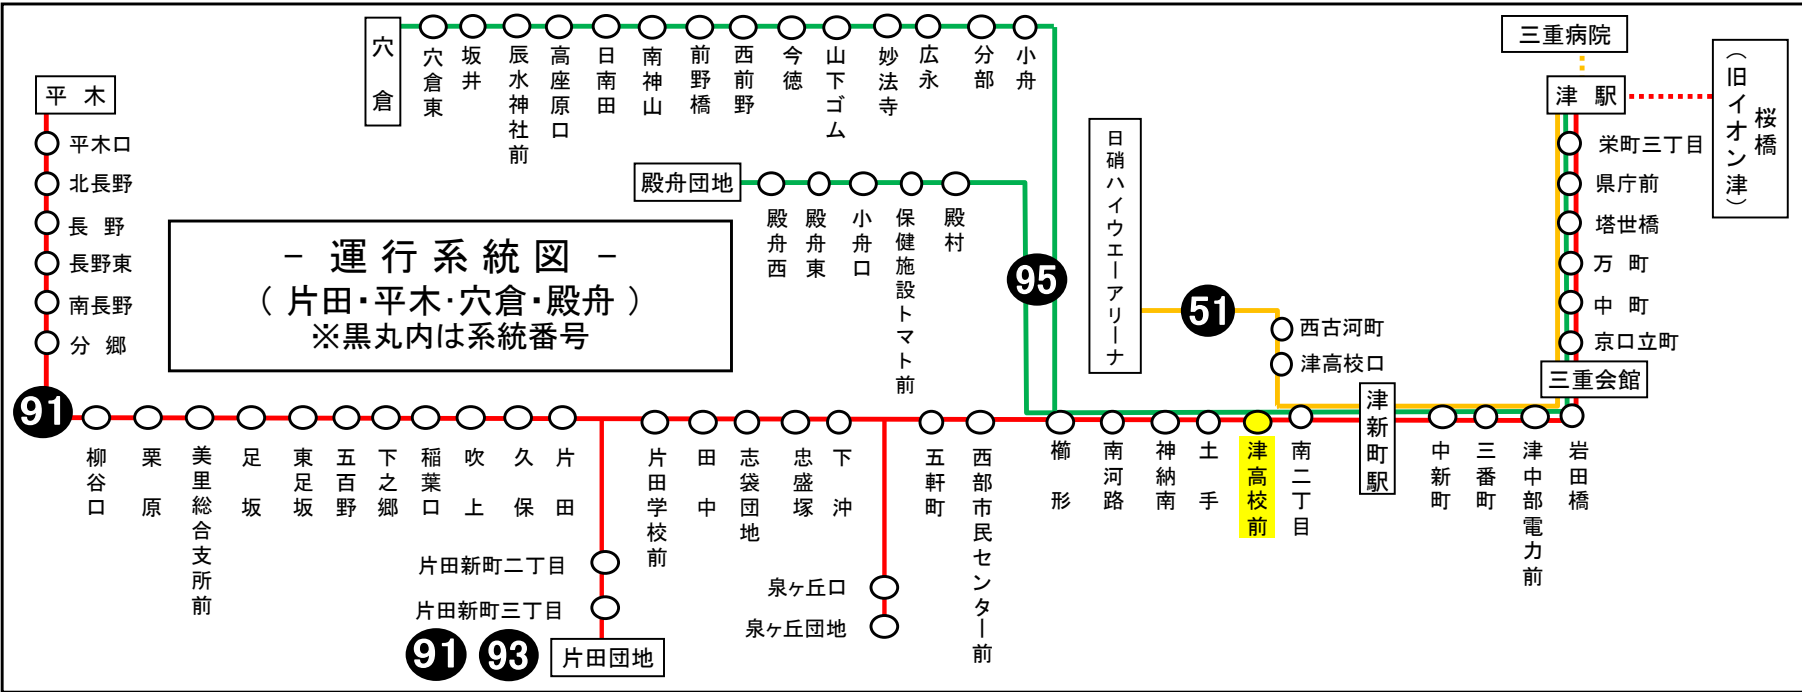 穴倉
穴倉東
坂井
辰水神社前
高座原口
日南田
南神山
前野橋
西前野
今徳
山下ゴム
妙法寺
広永
分部
小舟
三重病院
津駅
(旧イオン津)
桜橋
平木
平木口
北長野
長野
長野東
南長野
分郷
殿舟団地
殿舟西
殿舟東
小舟口
保健施設トマト前
殿村
日硝ハイウエーアリーナ
栄町三丁目
県庁前
塔世橋
万町
中町
京口立町
三重会館
- 運行系統図 -
(片田・平木・穴倉・殿舟)
※黒丸内は系統番号
95
51
西古河町
津高校口
津新町駅
91
柳谷口
栗原
美里総合支所前
足坂
東足坂
五百野
下之郷
稲葉口
吹上
久保
片田
片田学校前
田中
志袋団地
忠盛塚
下沖
五軒町
西部市民センター前
櫛形
南河路
神納南
土手
津高校前
南二丁目
中新町
三番町
津中部電力前
岩田橋
片田新町二丁目
片田新町三丁目
91
93
片田団地
泉ヶ丘口
泉ヶ丘団地